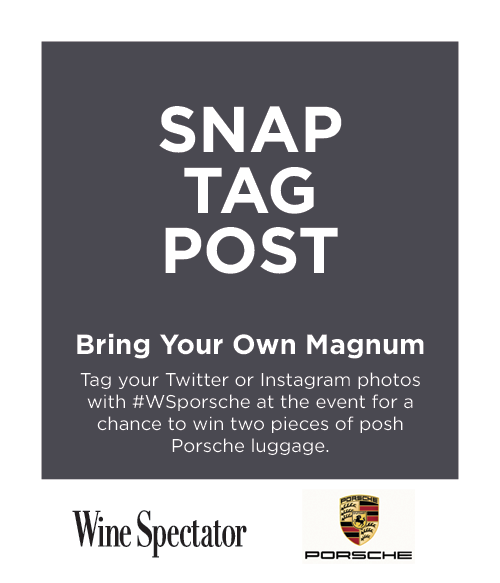 SNAP
TAG
POST
Bring Your Own Magnum
Tag your Twitter or Instagram photos
with #WSporsche at the event for a
chance to win two pieces of posh
Porsche luggage.
Wine Spectator
PORSCHE
PORSCHE